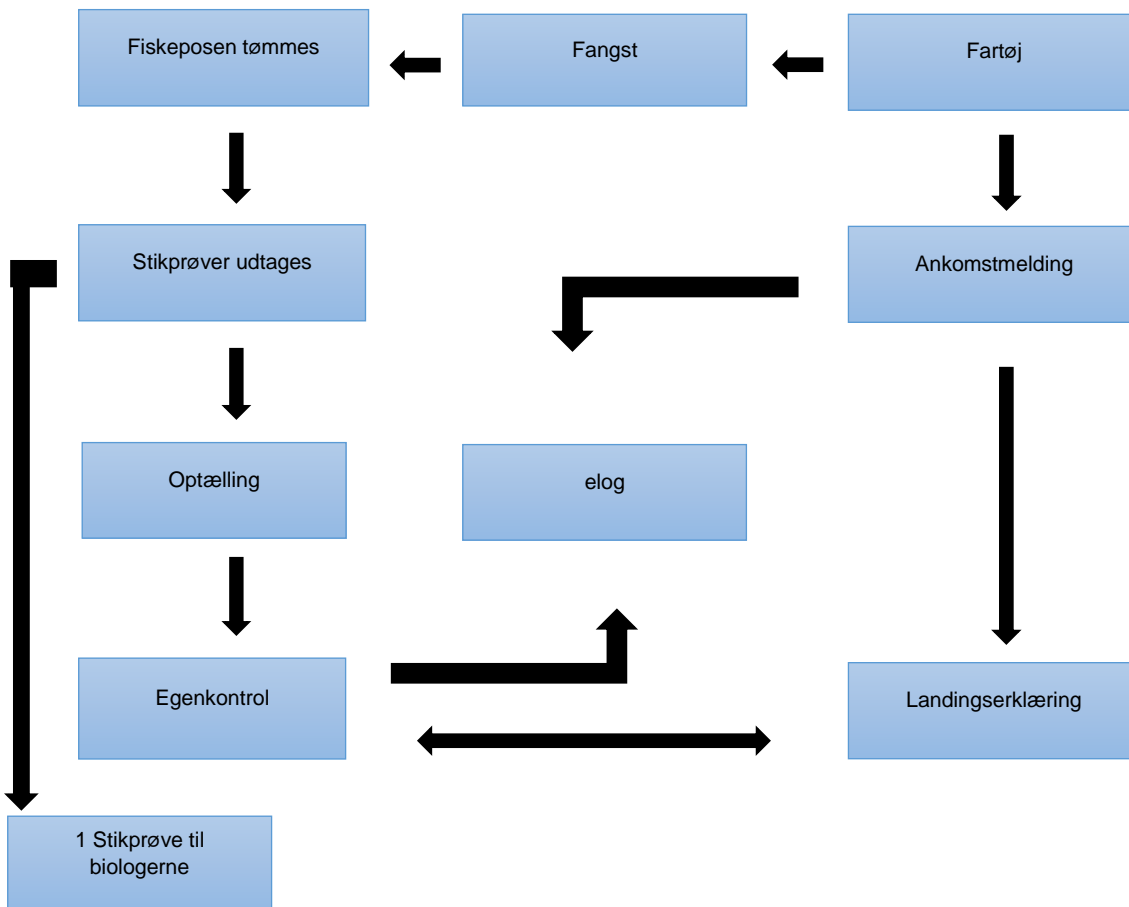 Fiskeposen tømmes
Fangst
Fartøj
Stikprøver udtages
Ankomstmelding
Optælling
elog
Egenkontrol
Landingserklæring
1 Stikprøve til
biologerne